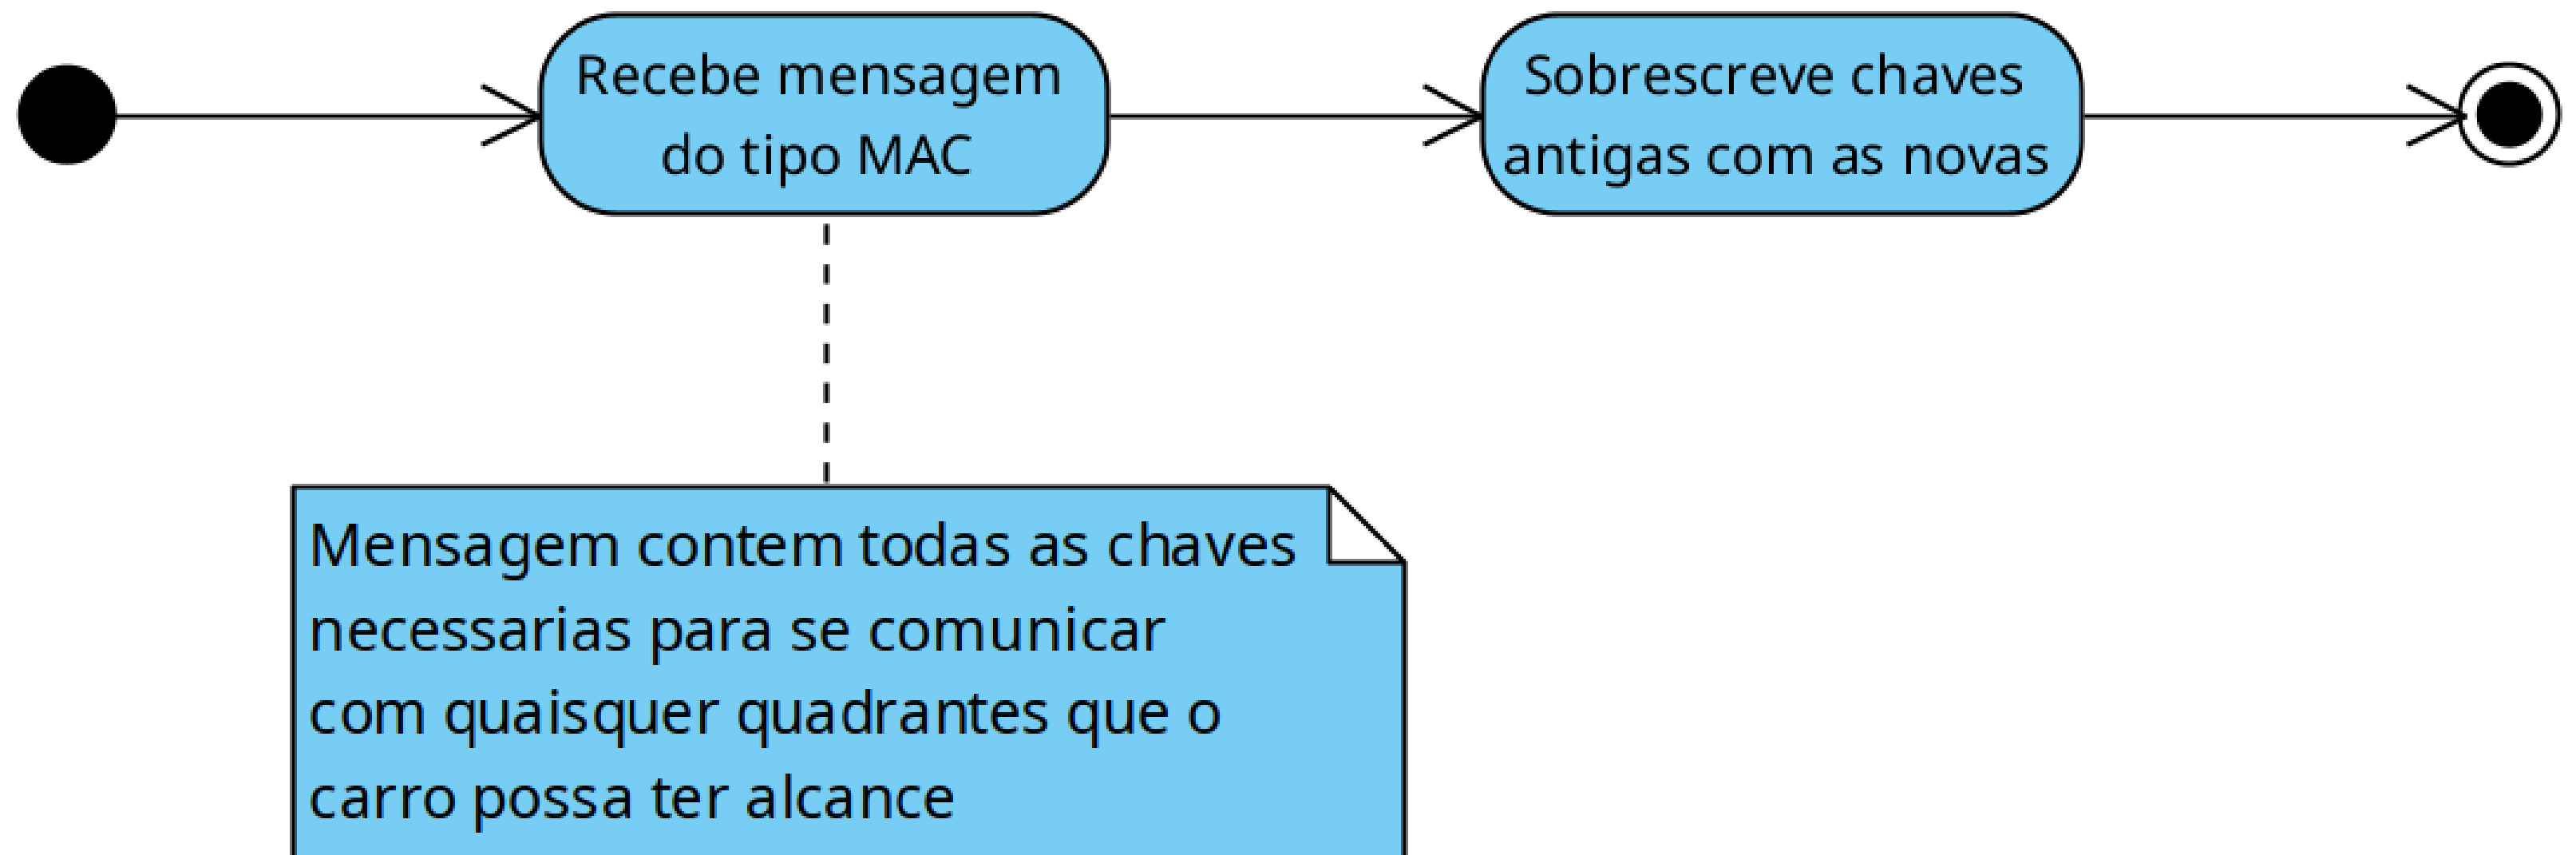 Recebe mensagem
do tipo MAC
Sobrescreve chaves
antigas com as novas
Mensagem contem todas as chaves
necessarias para se comunicar
com quaisquer quadrantes que o
carro possa ter alcance